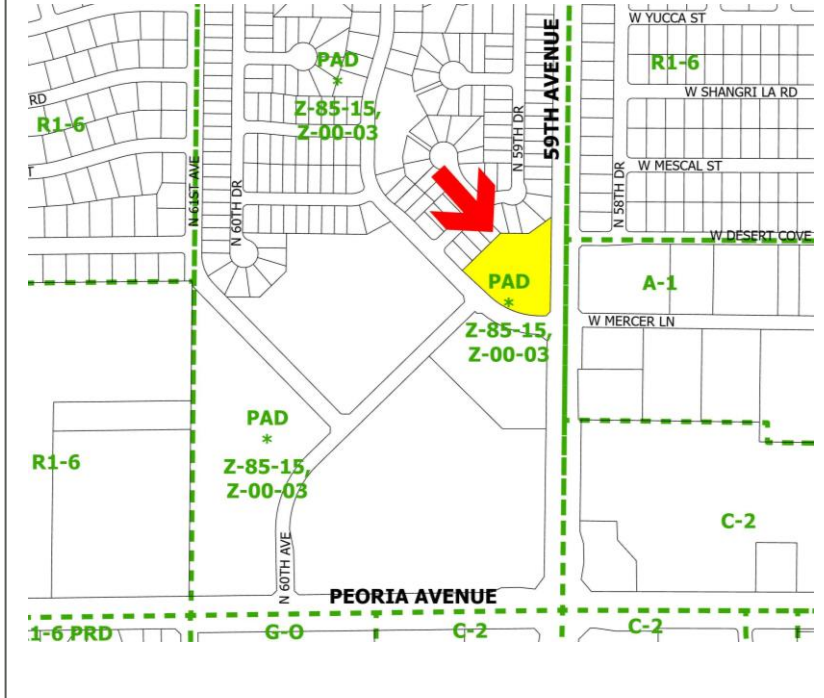 W YUCCA ST
PAD
*
Z-85-15,
Z-00-03
R1-6
W SHANGRI LA RD
RD
R1-6
59TH AVENUE
N 59TH DR
W MESCAL ST
T
N 61ST AVE
N 60TH DR
N 58TH DR
W DESERT COVE
PAD
*
Z-85-15,
Z-00-03
A-1
W MERCER LN
PAD
*
Z-85-15,
Z-00-03
R1-6
C-2
N 60TH AVE
PEORIA AVENUE
1-6 PRD
G-O
C-2
C-2